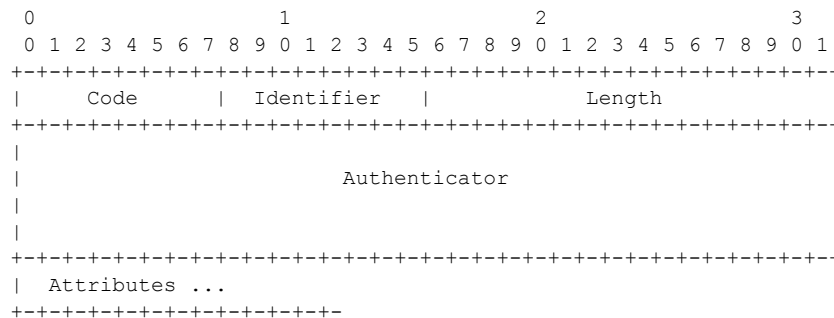 0                   1                   2                   3
 0 1 2 3 4 5 6 7 8 9 0 1 2 3 4 5 6 7 8 9 0 1 2 3 4 5 6 7 8 9 0 1
+-+-+-+-+-+-+-+-+-+-+-+-+-+-+-+-+-+-+-+-+-+-+-+-+-+-+-+-+-+-+-+--
|     Code      |  Identifier   |            Length
+-+-+-+-+-+-+-+-+-+-+-+-+-+-+-+-+-+-+-+-+-+-+-+-+-+-+-+-+-+-+-+--
|
|                         Authenticator
|
|
+-+-+-+-+-+-+-+-+-+-+-+-+-+-+-+-+-+-+-+-+-+-+-+-+-+-+-+-+-+-+-+--
|  Attributes ...
+-+-+-+-+-+-+-+-+-+-+-+-+-